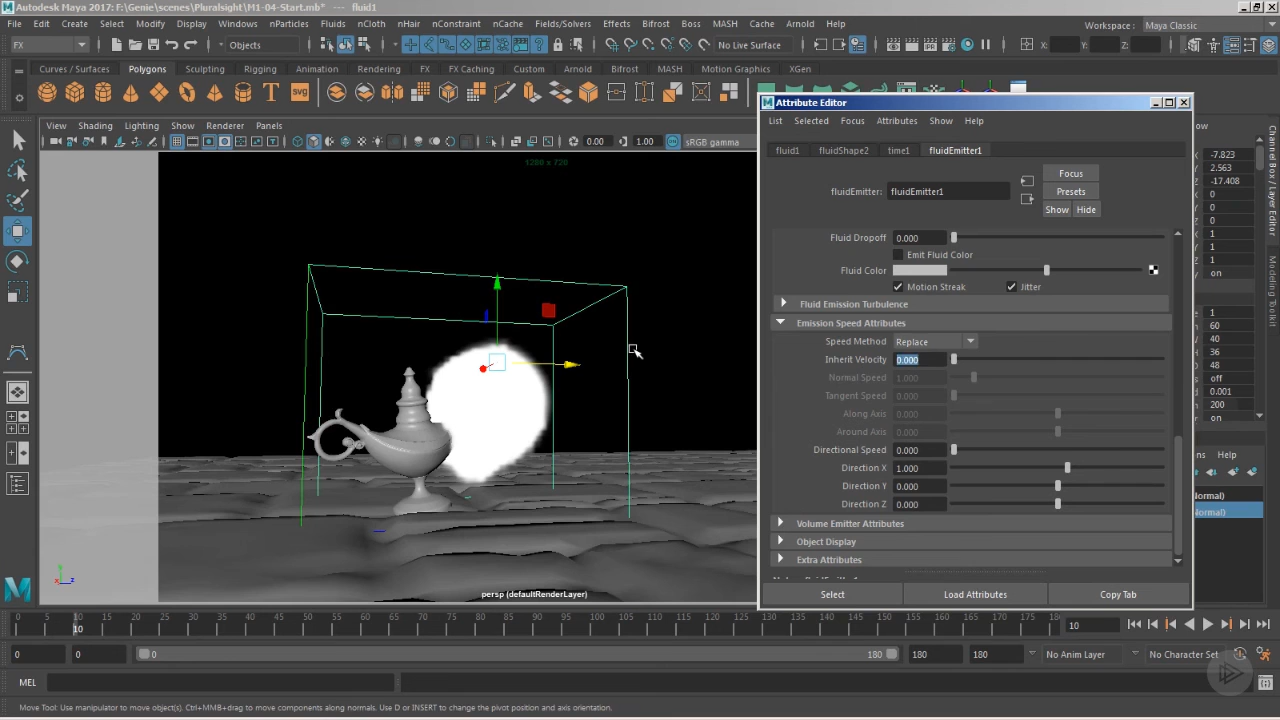 Autodesk Maya 2017: F:\Genie\scenes\Pluralsight\M1-04-Start.mb* --- fluid1
File Edit Create Select Modify Display Windows nParticles Fluids nCloth nHair nConstraint nCache Fields/Solvers Effects Bifrost Boss MASH Cache Arnold Help Workspace : Maya Classic
FX Objects No Live Surface X: Y: Z:
Curves / Surfaces Polygons Sculpting Rigging Animation Rendering FX FX Caching Custom Arnold Bifrost MASH Motion Graphics XGen
SVG
View Shading Lighting Show Renderer Panels
0.00 1.00 sRGB gamma
1280 x 720
persp (defaultRenderLayer)
Attribute Editor
List Selected Focus Attributes Show Help
fluid1 fluidShape2 time1 fluidEmitter1
fluidEmitter: fluidEmitter1
Focus
Presets
Show Hide
Fluid Dropoff 0.000
Emit Fluid Color
Fluid Color
Motion Streak Jitter
Fluid Emission Turbulence
Emission Speed Attributes
Speed Method Replace
Inherit Velocity 0.000
Normal Speed 1.000
Tangent Speed 0.000
Along Axis 0.000
Around Axis 0.000
Directional Speed 0.000
Direction X 1.000
Direction Y 0.000
Direction Z 0.000
Volume Emitter Attributes
Object Display
Extra Attributes
Select Load Attributes Copy Tab
-7.823
2.563
-17.408
0
0
0
1
1
1
on
1
60
40
36
48
off
0.001
200
on
Help
Channel Box / Layer Editor
0 5 10 15 20 25 30 35 40 45 50 55 60 65 70 75 80 85 90 95 100 105 110 115 120 125 130 135 140 145 150 155 160 165 170 175 18
10
10
0 0 0 180 180 180 No Anim Layer No Character Set
MEL
Move Tool: Use manipulator to move object(s). Ctrl+MMB+drag to move components along normals. Use D or INSERT to change the pivot position and axis orientation.